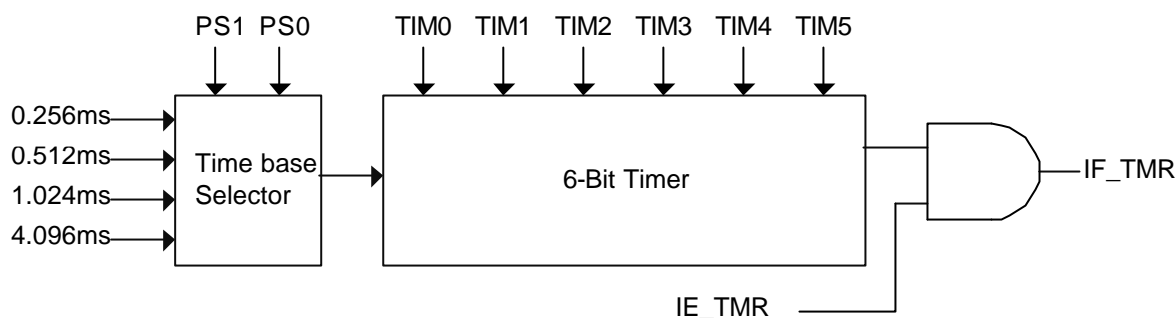 PS1 PS0 TIM0 TIM1 TIM2 TIM3 TIM4 TIM5
0.256ms
0.512ms
1.024ms
4.096ms
Time base
Selector
6-Bit Timer
IF_TMR
IE_TMR